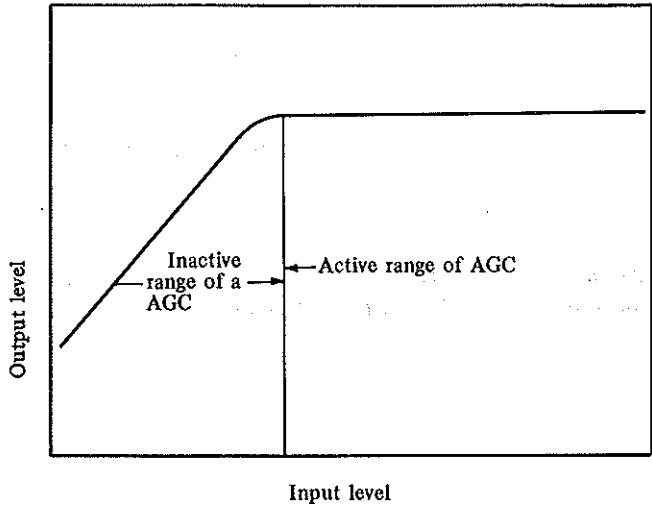 Output level
Inactive
range of a
AGC
Active range of AGC
Input level